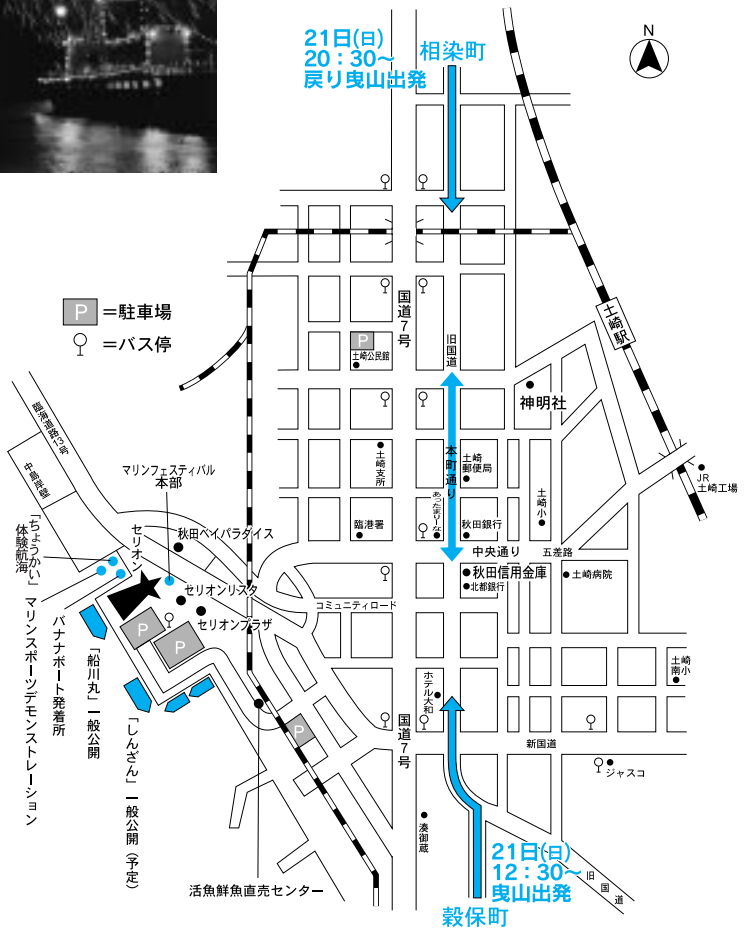 21日(日)
20：30〜
戻り曳山出発
相染町
N
P =駐車場
=バス停
国道7号
旧国道
土崎駅
P
土崎公民館
神明社
臨海道路13号
中島岸壁
マリンフェスティバル
本部
土崎支所
本町通り
土崎
郵便局
JR
土崎工場
あったまりーな
土崎小
臨港署
秋田銀行
セリオン
秋田ベイパラダイス
中央通り
五差路
「ちょうかい」
体験航海
秋田信用金庫
土崎病院
北都銀行
セリオンリスタ
コミュニティロード
セリオンプラザ
P
P
マリンスポーツデモンストレーション
バナナボート発着所
「船川丸」一般公開
「しんざん」一般公開（予定）
土崎
南小
ホテル大和
国道7号
P
新国道
ジャスコ
湊御蔵
21日(日)
12：30〜
曳山出発
旧国道
活魚鮮魚直売センター
穀保町